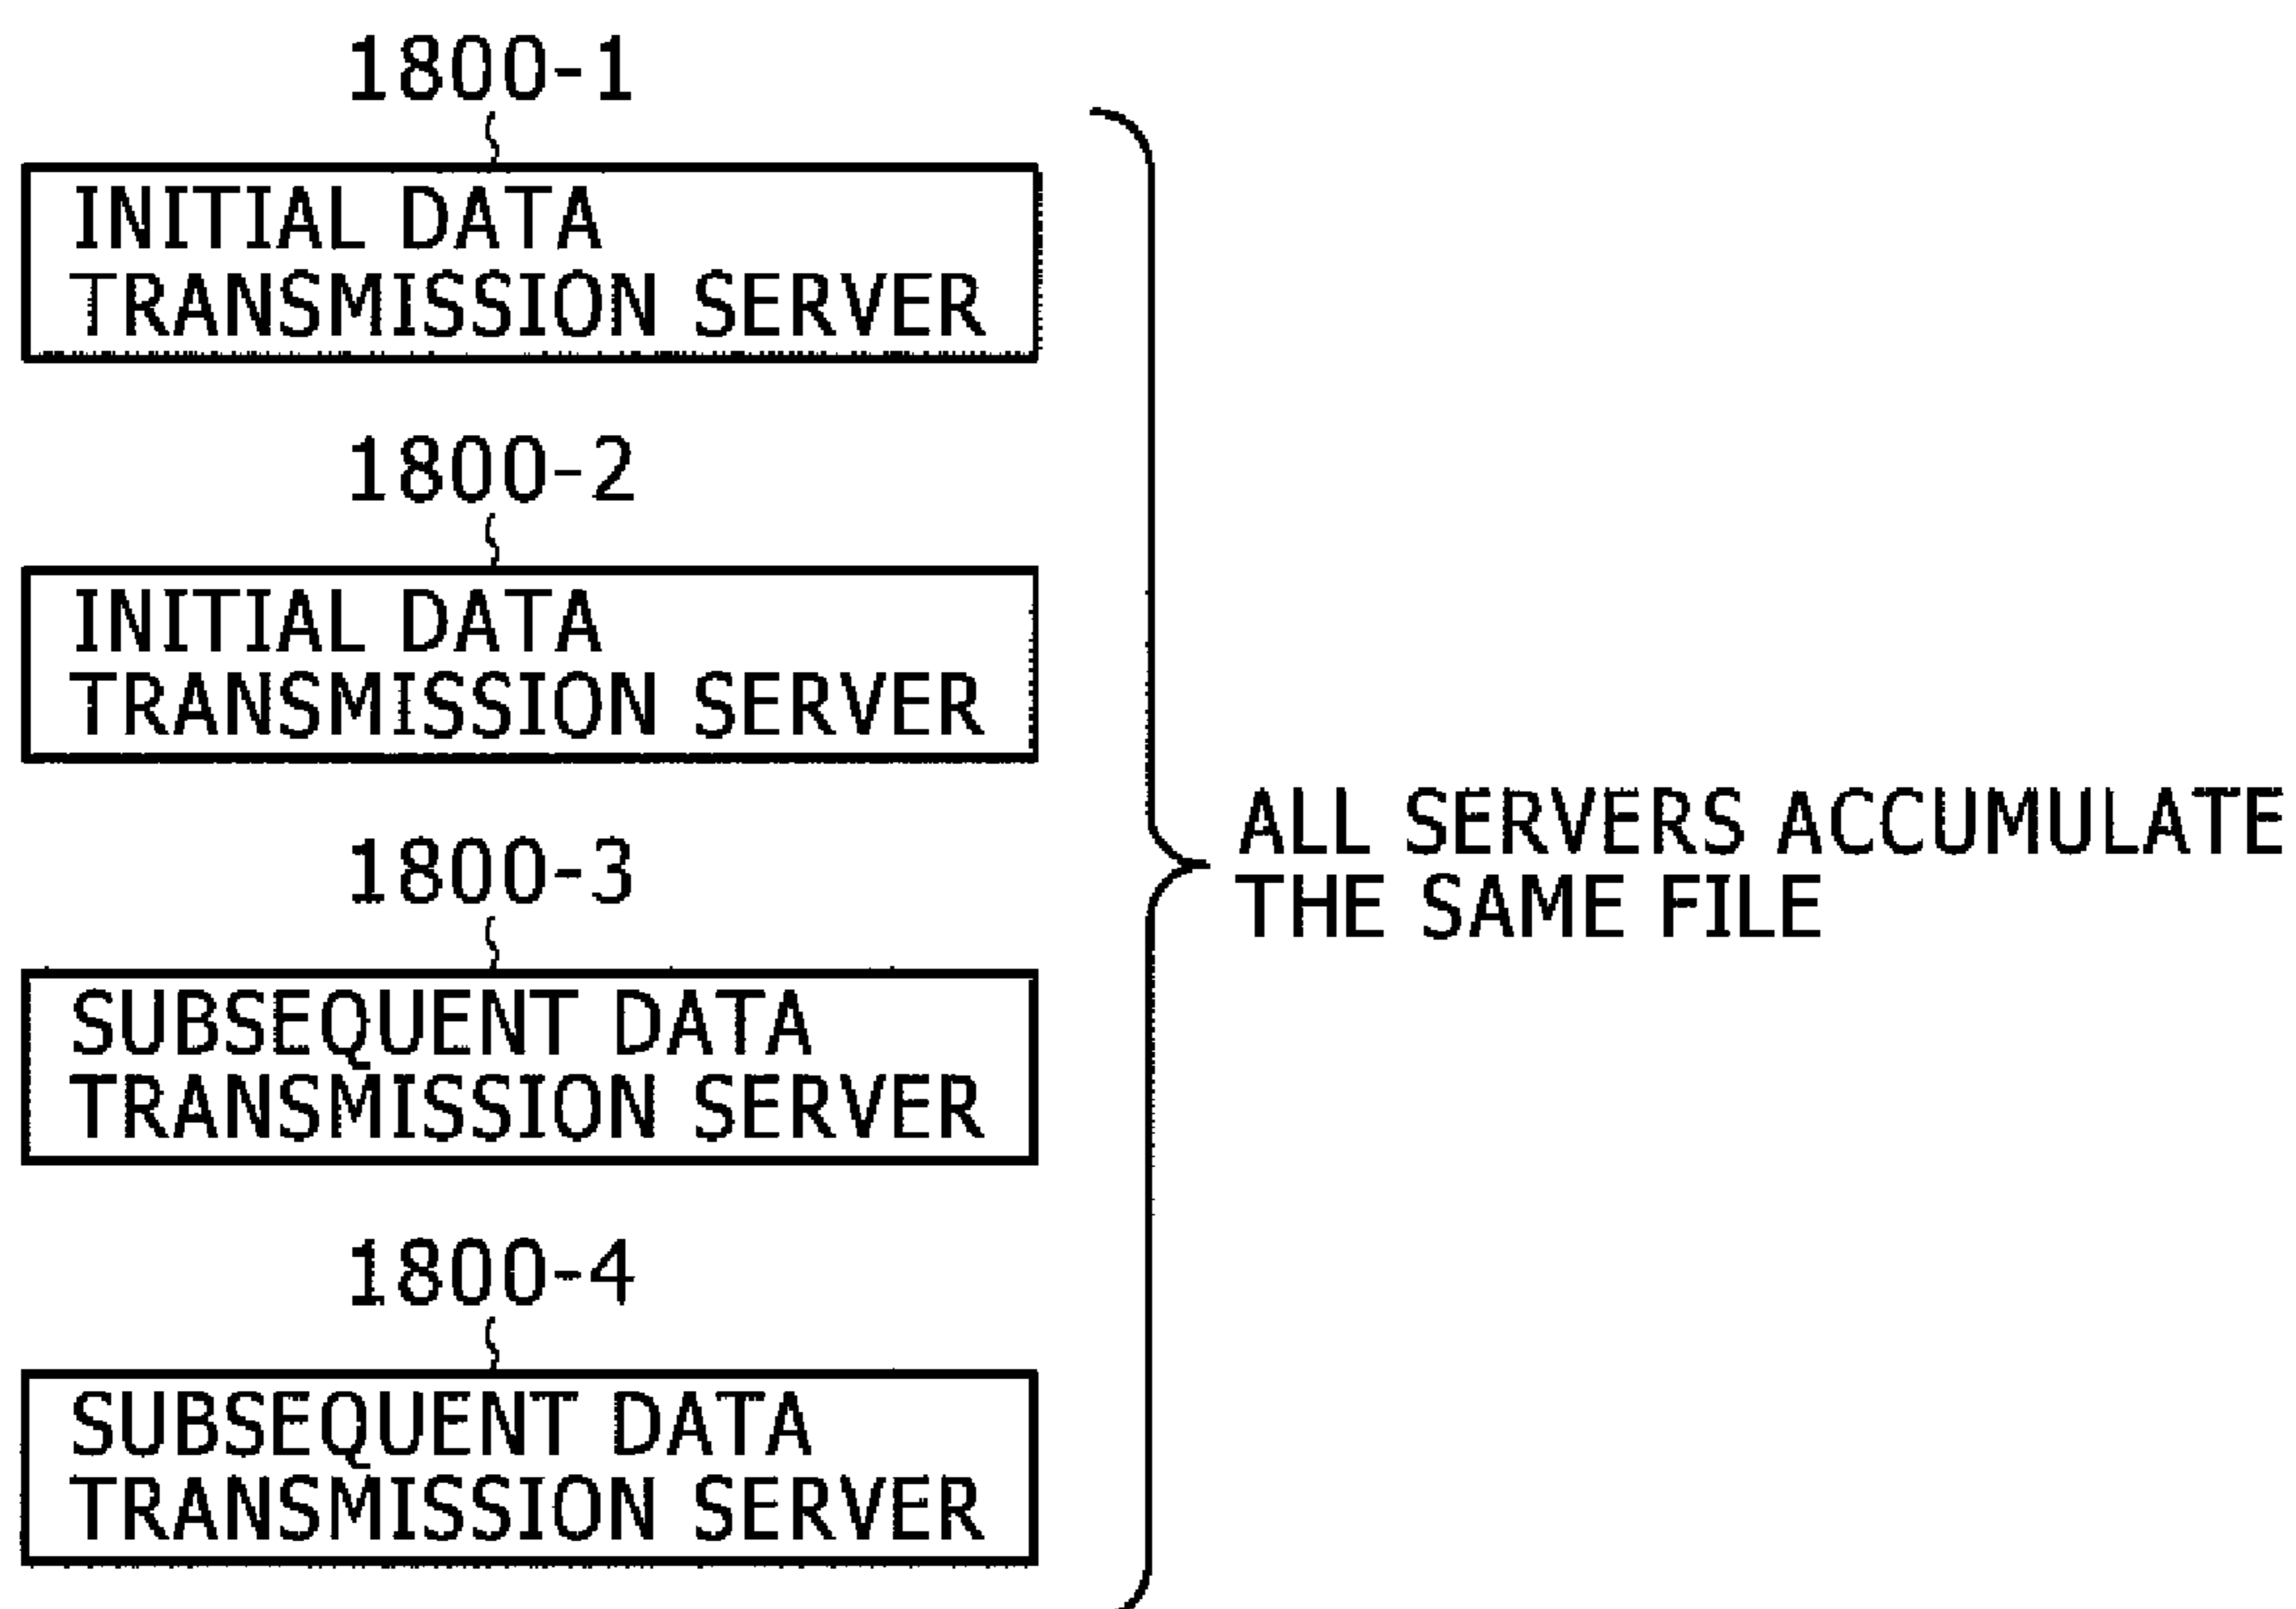 1800-1
INITIAL DATA
TRANSMISSION SERVER
1800-2
INITIAL DATA
TRANSMISSION SERVER
1800-3
SUBSEQUENT DATA
TRANSMISSION SERVER
1800-4
SUBSEQUENT DATA
TRANSMISSION SERVER
ALL SERVERS ACCUMULATE
THE SAME FILE